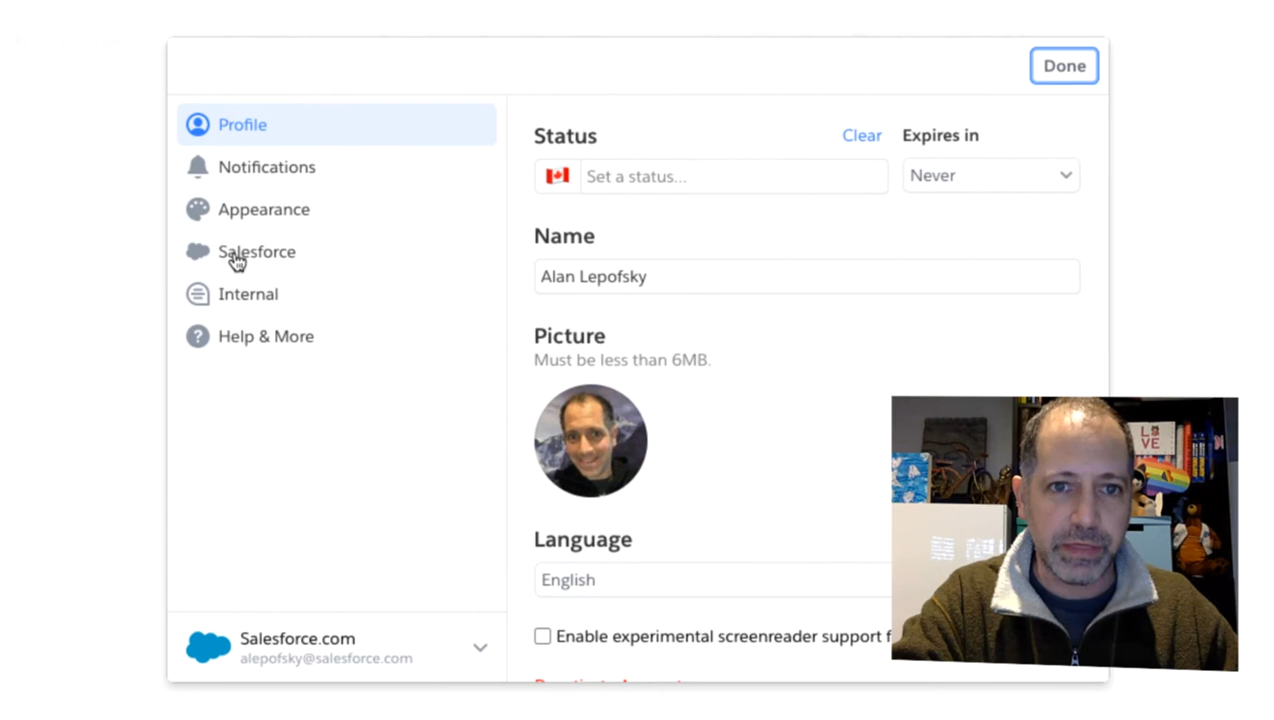 Done
Profile
Notifications
Appearance
Salesforce
Internal
Help & More
Salesforce.com
alepofsky@salesforce.com
Status
Clear
Expires in
Set a status...
Never
Name
Alan Lepofsky
Picture
Must be less than 6MB.
Language
English
Enable experimental screenreader support f
LOVE